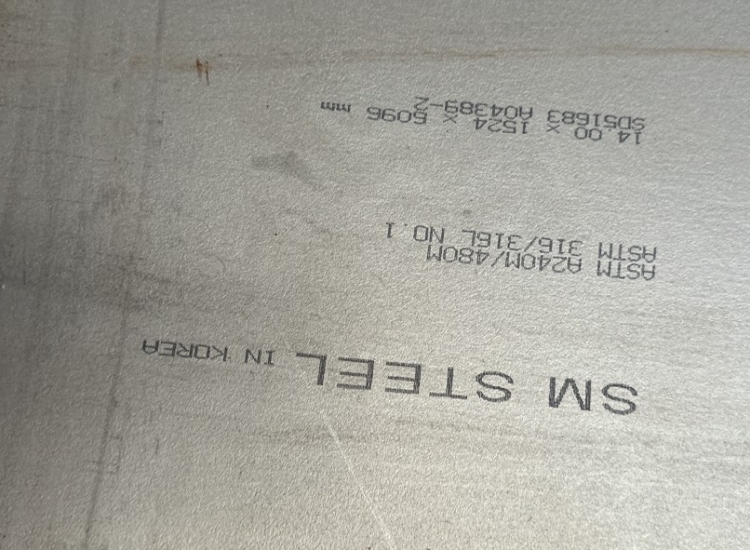 SM STEEL IN KOREA
ASTM A240M/480M
ASTM 316/316L NO.1
14.00 × 1524 × 6096 mm
SD51683 A04389-2